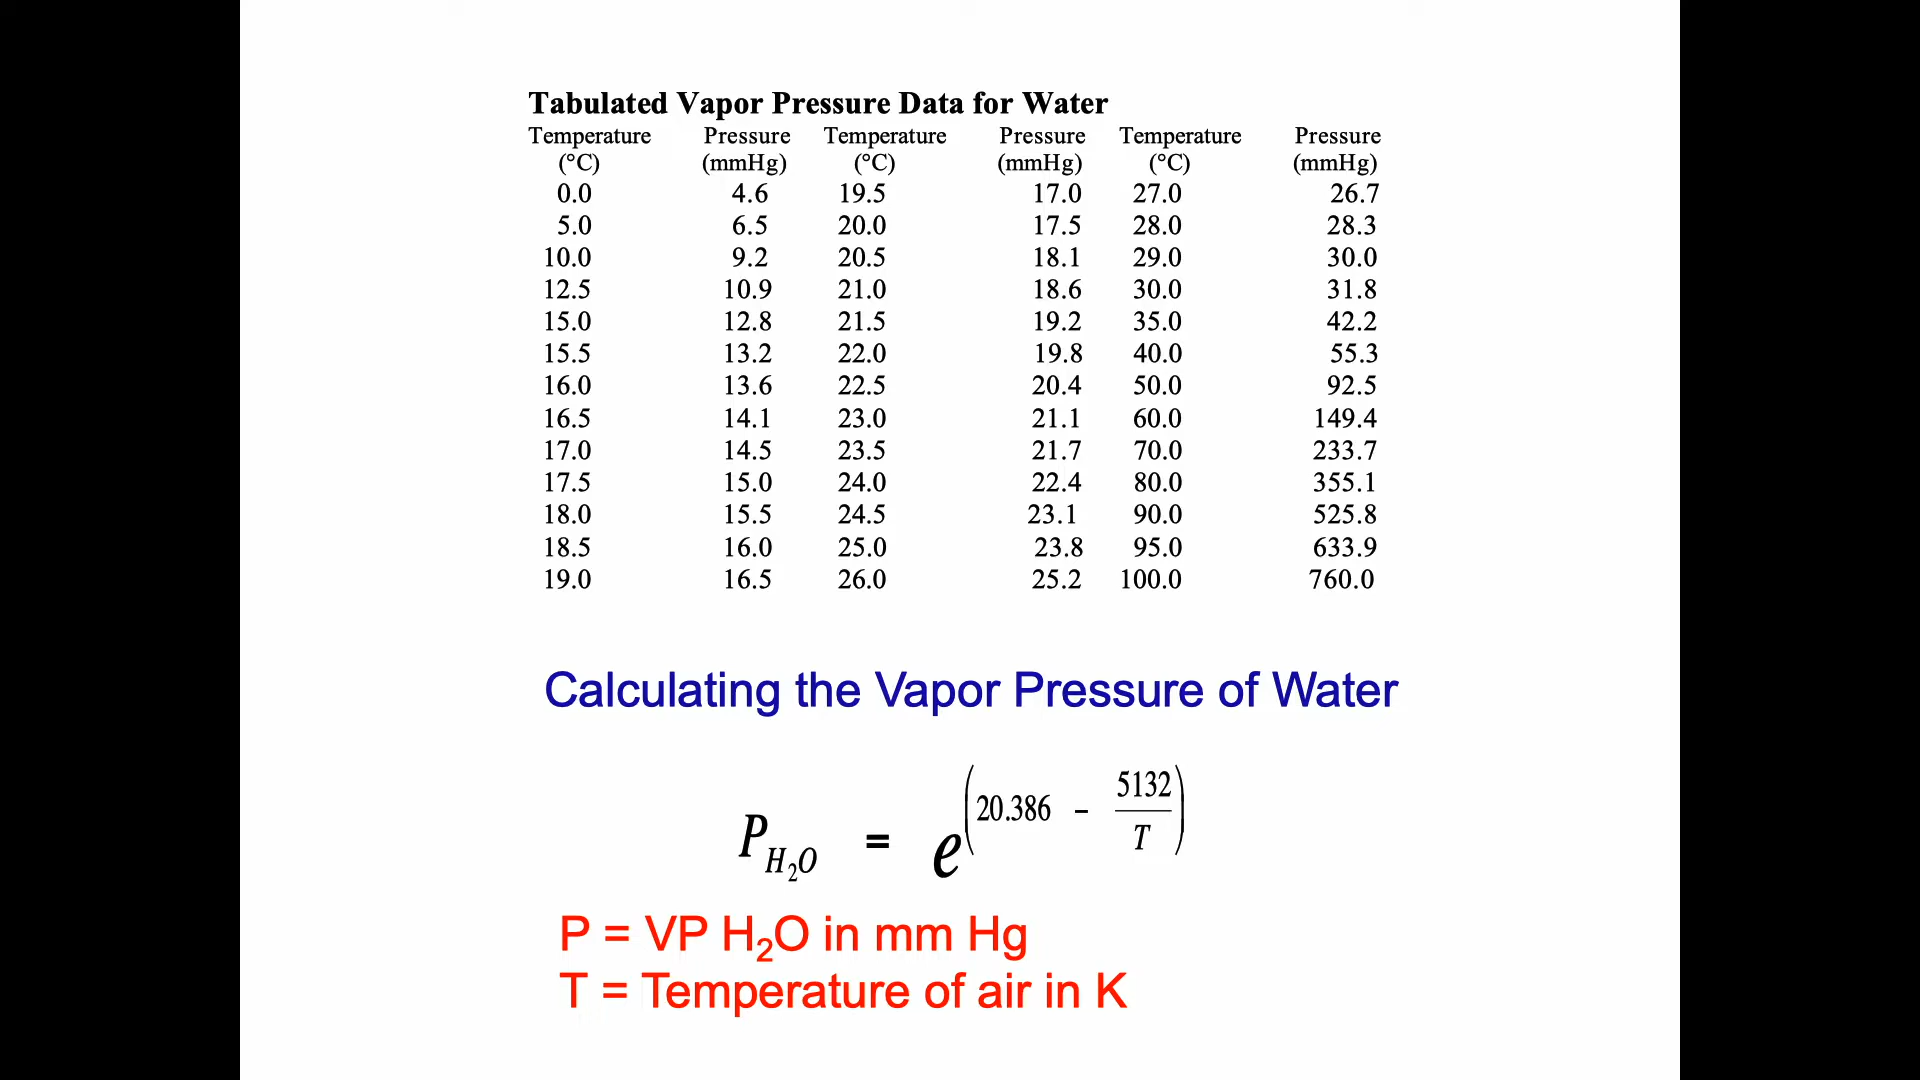 Tabulated Vapor Pressure Data for Water
Temperature Pressure Temperature Pressure Temperature Pressure
(°C) (mmHg) (°C) (mmHg) (°C) (mmHg)
0.0 4.6 19.5 17.0 27.0 26.7
5.0 6.5 20.0 17.5 28.0 28.3
10.0 9.2 20.5 18.1 29.0 30.0
12.5 10.9 21.0 18.6 30.0 31.8
15.0 12.8 21.5 19.2 35.0 42.2
15.5 13.2 22.0 19.8 40.0 55.3
16.0 13.6 22.5 20.4 50.0 92.5
16.5 14.1 23.0 21.1 60.0 149.4
17.0 14.5 23.5 21.7 70.0 233.7
17.5 15.0 24.0 22.4 80.0 355.1
18.0 15.5 24.5 23.1 90.0 525.8
18.5 16.0 25.0 23.8 95.0 633.9
19.0 16.5 26.0 25.2 100.0 760.0
Calculating the Vapor Pressure of Water
P_{H₂O} = e^(20.386 − 5132/T)
P = VP H₂O in mm Hg
T = Temperature of air in K